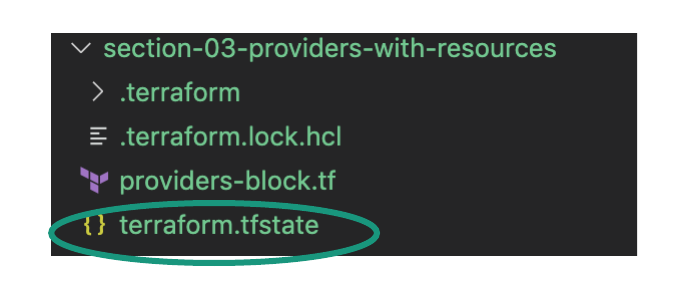 section-03-providers-with-resources
.terraform
.terraform.lock.hcl
providers-block.tf
{} terraform.tfstate